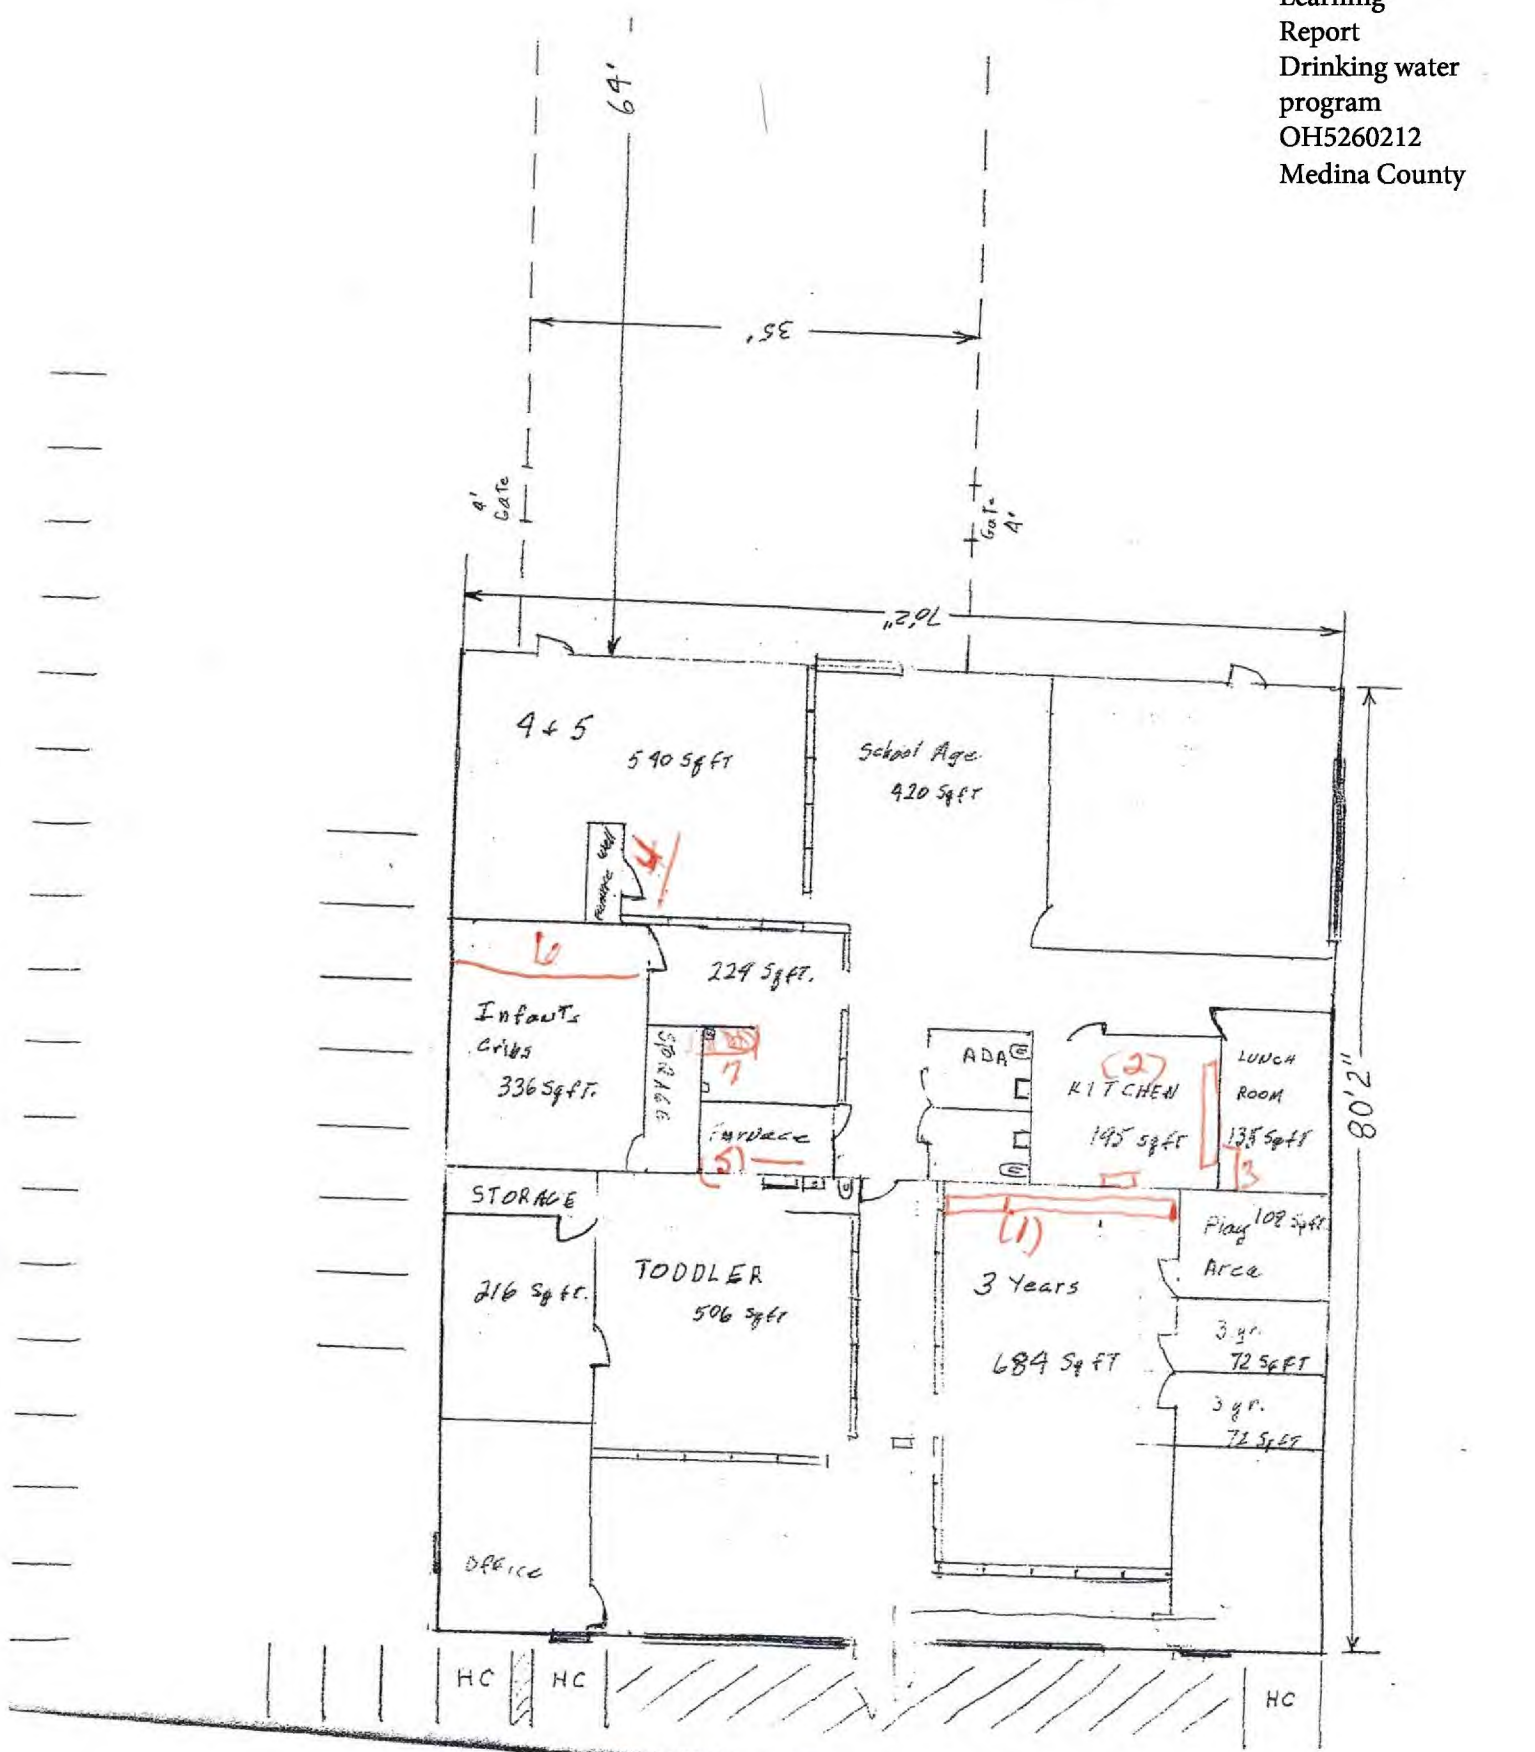 Learning
Report
Drinking water
program
OH5260212
Medina County
64'
35'
4'
Gate
Gate
4'
70'2"
4 & 5
540 Sq ft
School Age
420 Sq ft
Furnace
4
6
229 Sq ft.
Infants
Cribs
336 Sq ft.
STORAGE
7
ADA
(2)
KITCHEN
195 sq ft
LUNCH
ROOM
135 Sq ft
3
80'2"
Furnace
(5)
STORAGE
216 Sq ft.
TODDLER
506 Sq ft
(1)
3 Years
684 Sq FT
Play 108 Sq ft
Area
3 yr.
72 Sq FT
3 yr.
72 Sq FT
Office
HC
HC
HC